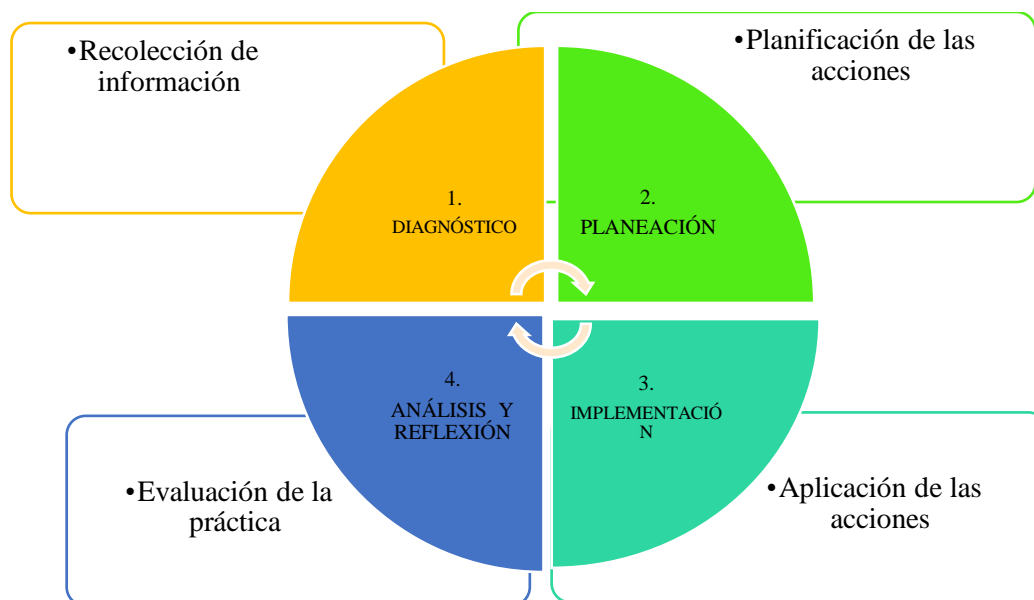 •Recolección de
información
•Planificación de las
acciones
1.
DIAGNÓSTICO
2.
PLANEACIÓN
4.
ANÁLISIS Y
REFLEXIÓN
3.
IMPLEMENTACIÓ
N
•Evaluación de la
práctica
•Aplicación de las
acciones